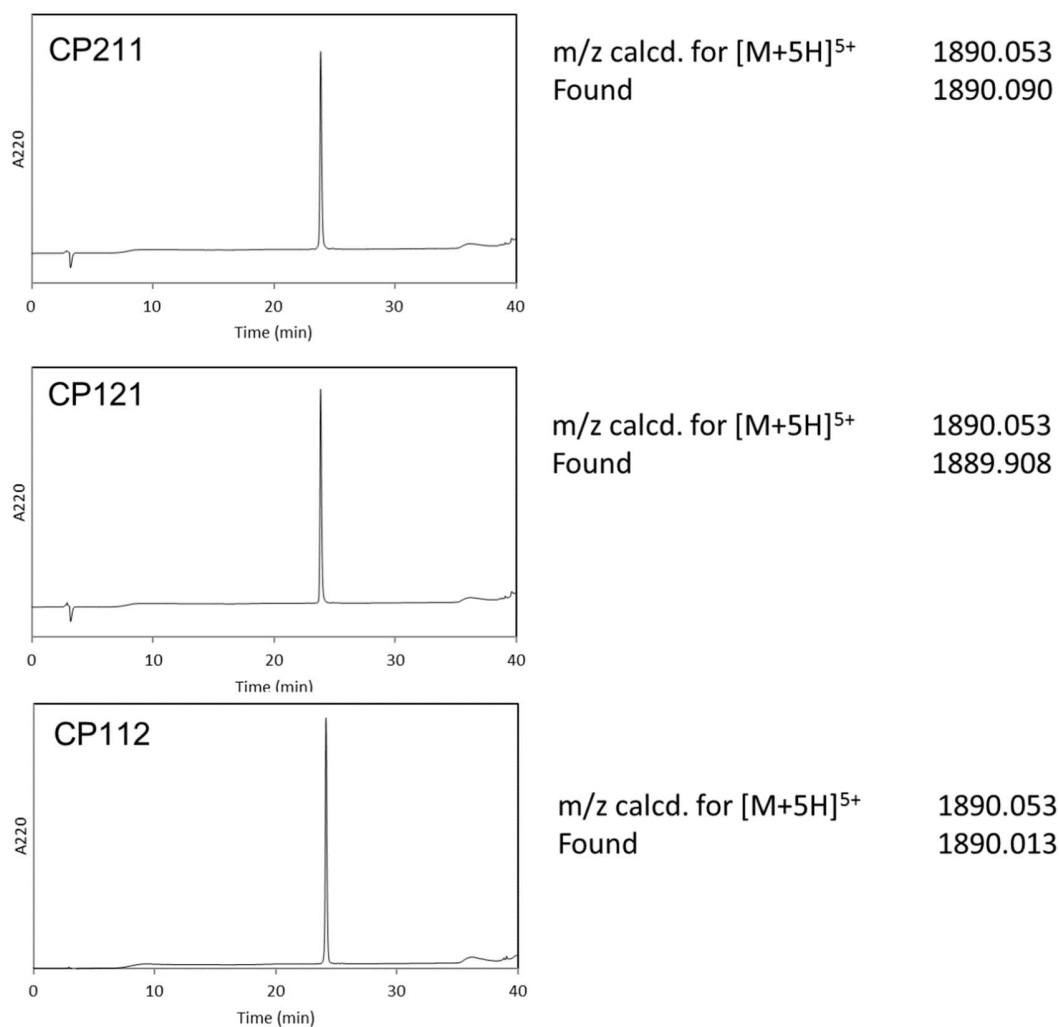 CP211
m/z calcd. for [M+5H]5+ 1890.053
Found 1890.090
A220
0 10 20 30 40
Time (min)
CP121
m/z calcd. for [M+5H]5+ 1890.053
Found 1889.908
A220
0 10 20 30 40
Time (min)
CP112
m/z calcd. for [M+5H]5+ 1890.053
Found 1890.013
A220
0 10 20 30 40
Time (min)